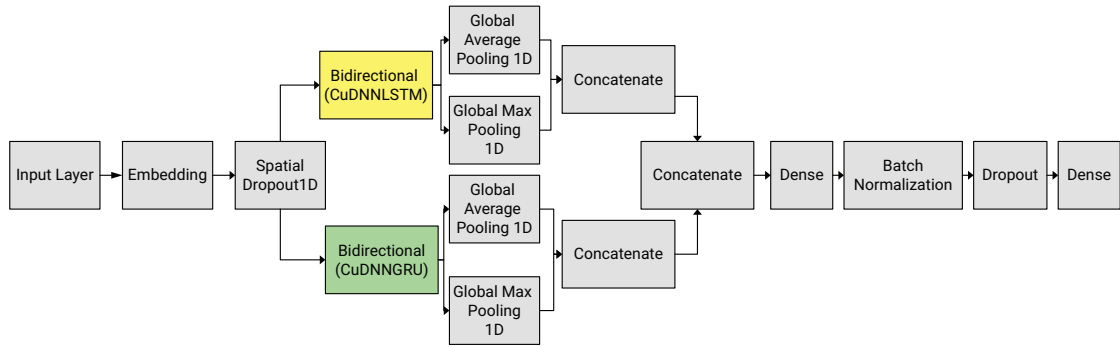 Input Layer
Embedding
Spatial
Dropout1D
Bidirectional
(CuDNNLSTM)
Global
Average
Pooling 1D
Global Max
Pooling
1D
Concatenate
Bidirectional
(CuDNNGRU)
Global
Average
Pooling 1D
Global Max
Pooling
1D
Concatenate
Concatenate
Dense
Batch
Normalization
Dropout
Dense